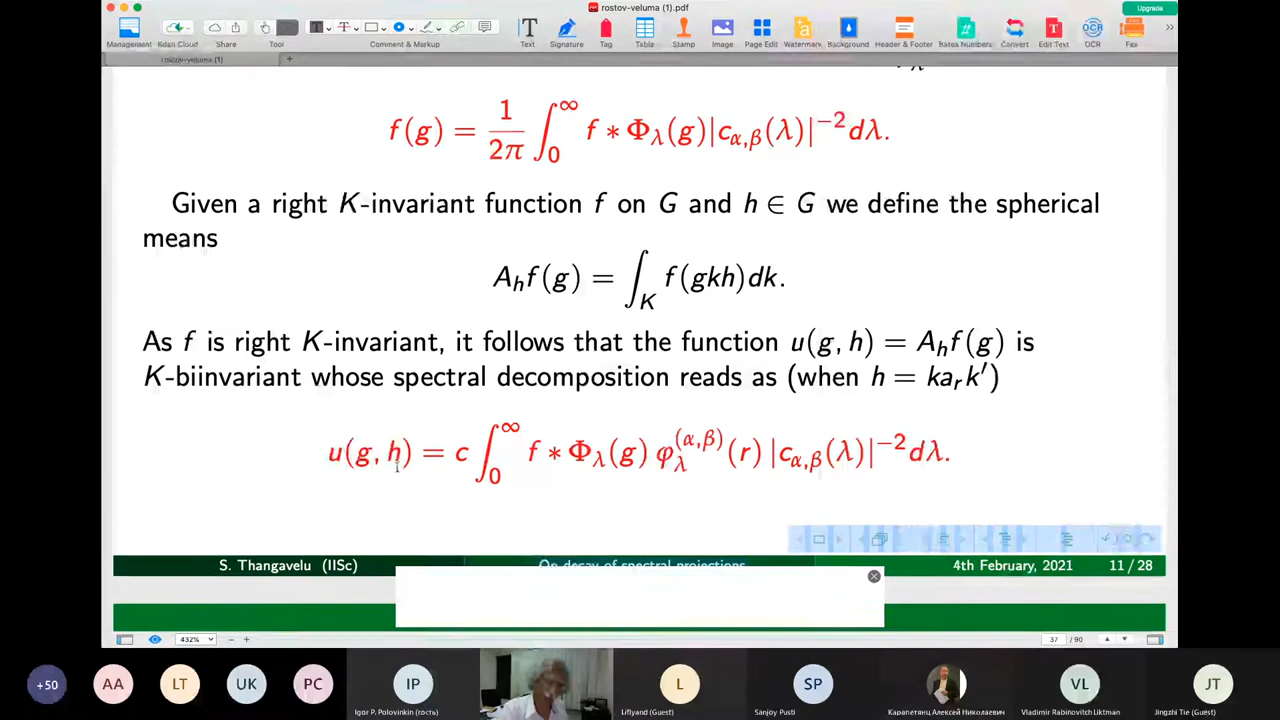 rostov-veluma (1).pdf
Upgrade
Management
Kdan Cloud
Share
Tool
Comment & Markup
Text
Signature
Tag
Table
Stamp
Image
Page Edit
Watermark
Background
Header & Footer
Bates Numbers
Convert
Edit Text
OCR
Fax
rostov-veluma (1)
f(g) = \frac{1}{2π} ∫_0^∞ f ∗ Φ_λ(g)|c_{α,β}(λ)|^{−2}dλ.
Given a right K-invariant function f on G and h ∈ G we define the spherical
means
A_h f(g) = ∫_K f(gkh)dk.
As f is right K-invariant, it follows that the function u(g, h) = A_h f(g) is
K-biinvariant whose spectral decomposition reads as (when h = ka_r k′)
u(g, h) = c ∫_0^∞ f ∗ Φ_λ(g) φ_λ^{(α,β)}(r) |c_{α,β}(λ)|^{−2}dλ.
S. Thangavelu (IISc)
On decay of spectral projections
4th February, 2021
11 / 28
432%
37 / 90
+50
AA
LT
UK
PC
IP
L
SP
VL
JT
Igor P. Polovinkin (гость)
Liflyand (Guest)
Sanjoy Pusti
Карапетянц Алексей Николаевич
Vladimir Rabinovitch Liktman
Jingzhi Tie (Guest)